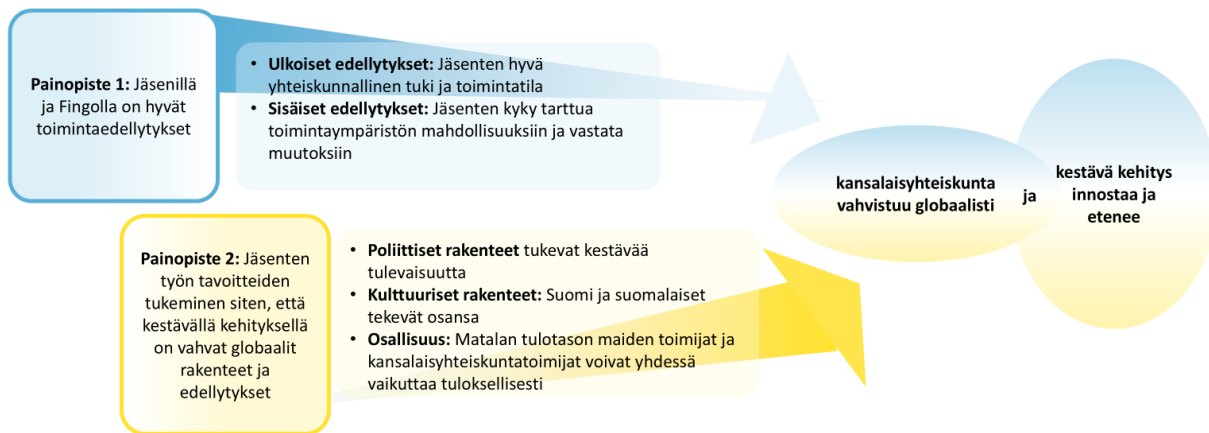 Painopiste 1: Jäsenillä
ja Fingolla on hyvät
toimintaedellytykset
• Ulkoiset edellytykset: Jäsenten hyvä
yhteiskunnallinen tuki ja toimintatila
• Sisäiset edellytykset: Jäsenten kyky tarttua
toimintaympäristön mahdollisuuksiin ja vastata
muutoksiin
Painopiste 2: Jäsenten
työn tavoitteiden
tukeminen siten, että
kestävällä kehityksellä
on vahvat globaalit
rakenteet ja
edellytykset
• Poliittiset rakenteet tukevat kestävää
tulevaisuutta
• Kulttuuriset rakenteet: Suomi ja suomalaiset
tekevät osansa
• Osallisuus: Matalan tulotason maiden toimijat ja
kansalaisyhteiskuntatoimijat voivat yhdessä
vaikuttaa tuloksellisesti
kansalaisyhteiskunta
vahvistuu globaalisti
ja
kestävä kehitys
innostaa ja
etenee